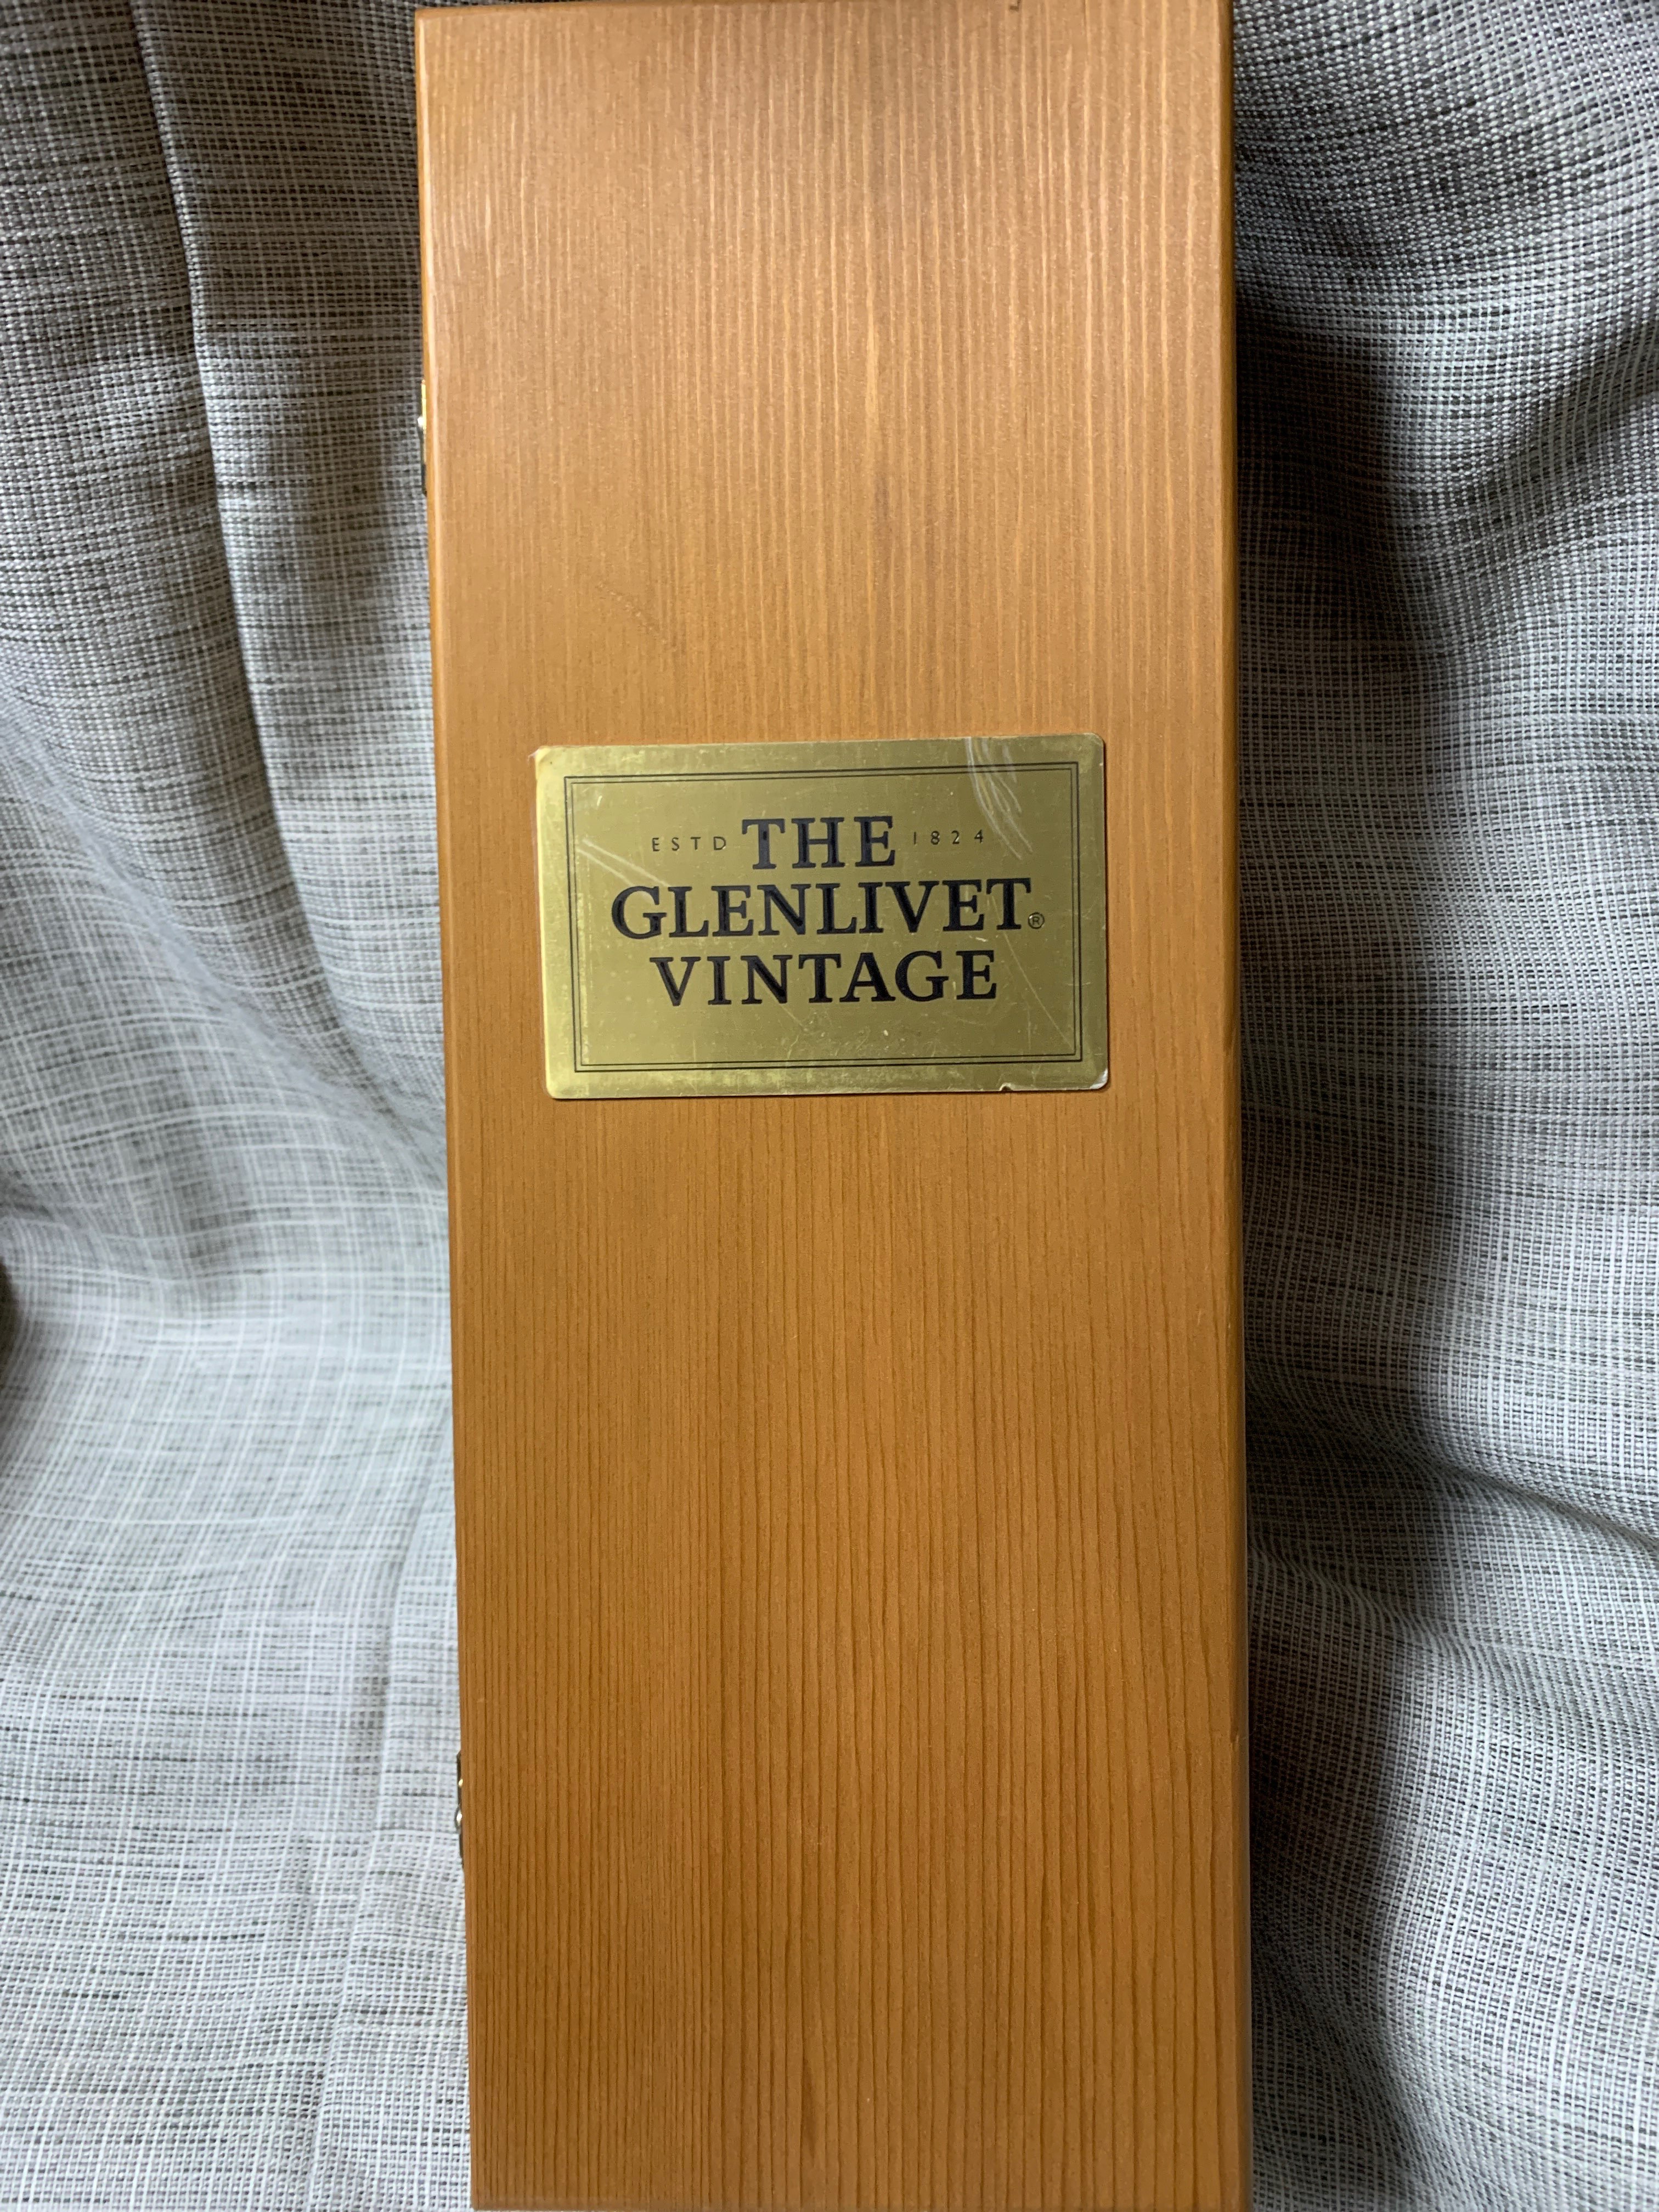 ESTD THE 1824
GLENLIVET®
VINTAGE